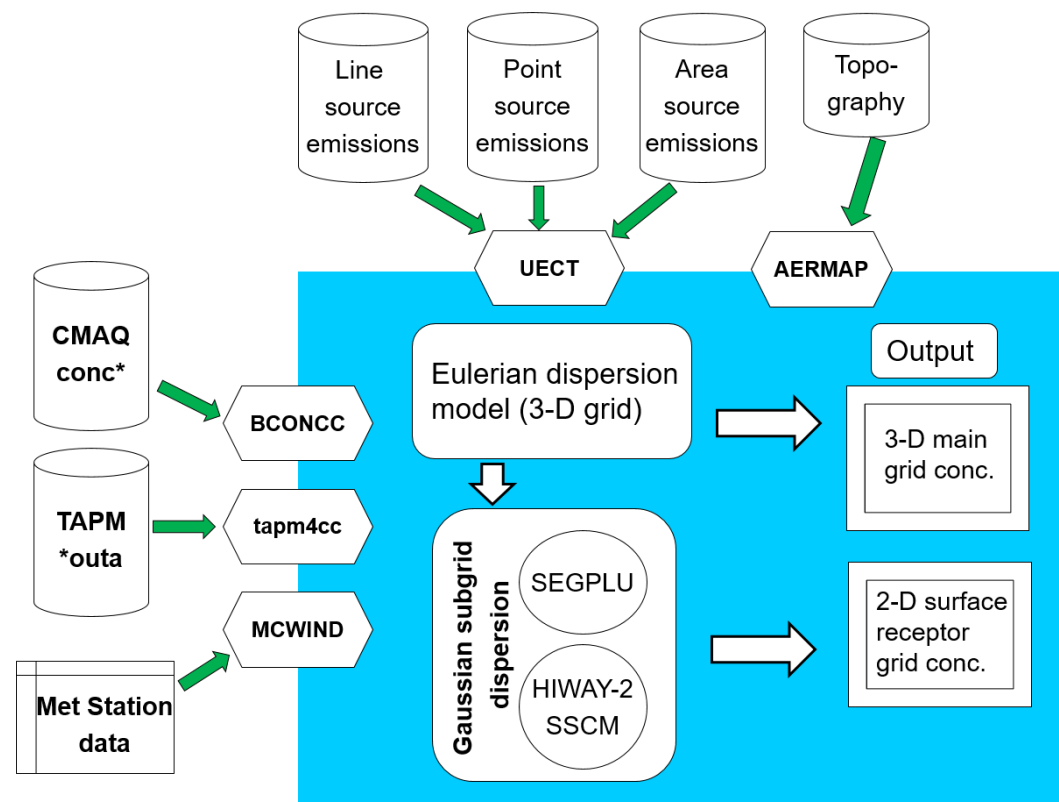 Line
source
emissions
Point
source
emissions
Area
source
emissions
Topo-
graphy
UECT
AERMAP
CMAQ
conc*
BCONCC
TAPM
*outa
tapm4cc
MCWIND
Met Station
data
Eulerian dispersion
model (3-D grid)
Gaussian subgrid
dispersion
SEGPLU
HIWAY-2
SSCM
Output
3-D main
grid conc.
2-D surface
receptor
grid conc.